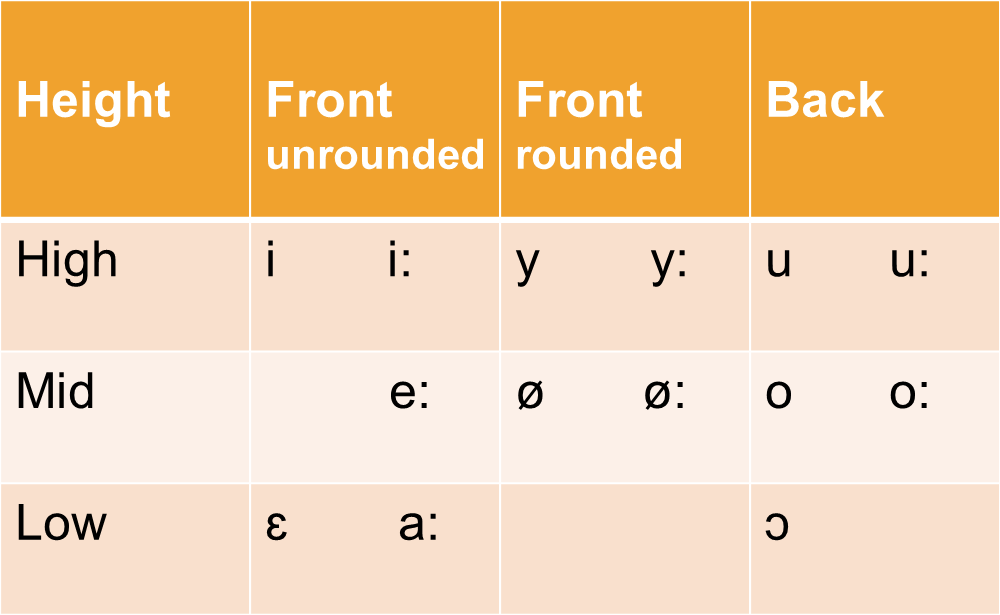 Height Front unrounded Front rounded Back
High i i: y y: u u:
Mid e: ø ø: o o:
Low ɛ a: ɔ